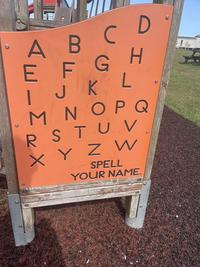 A B C D
E F G H
I J K L
M N O P Q
R S T U V
X Y Z W
SPELL
YOUR NAME.